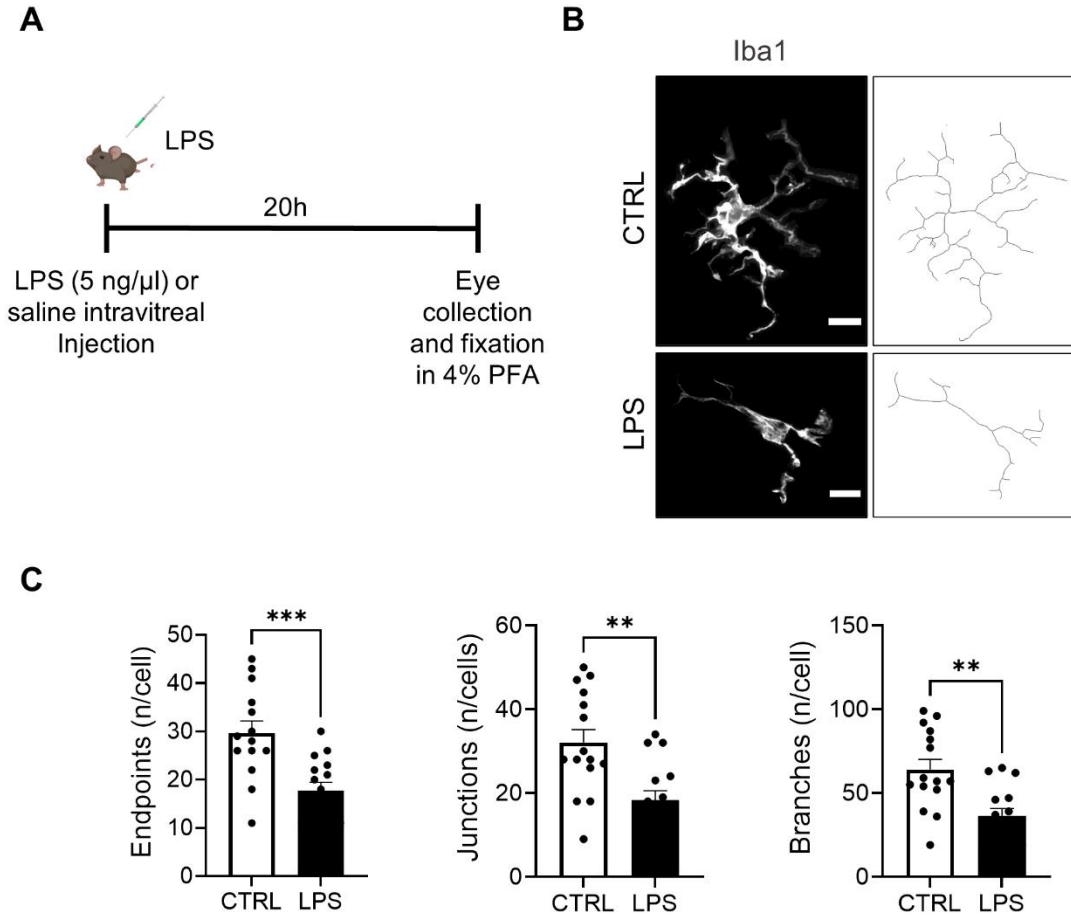 A
LPS
20h
LPS (5 ng/µl) or
saline intravitreal
Injection
Eye
collection
and fixation
in 4% PFA
B
Iba1
CTRL
LPS
C
Endpoints (n/cell)
50
40
30
20
10
0
***
CTRL LPS
Junctions (n/cells)
60
40
20
0
**
CTRL LPS
Branches (n/cell)
150
100
50
0
**
CTRL LPS